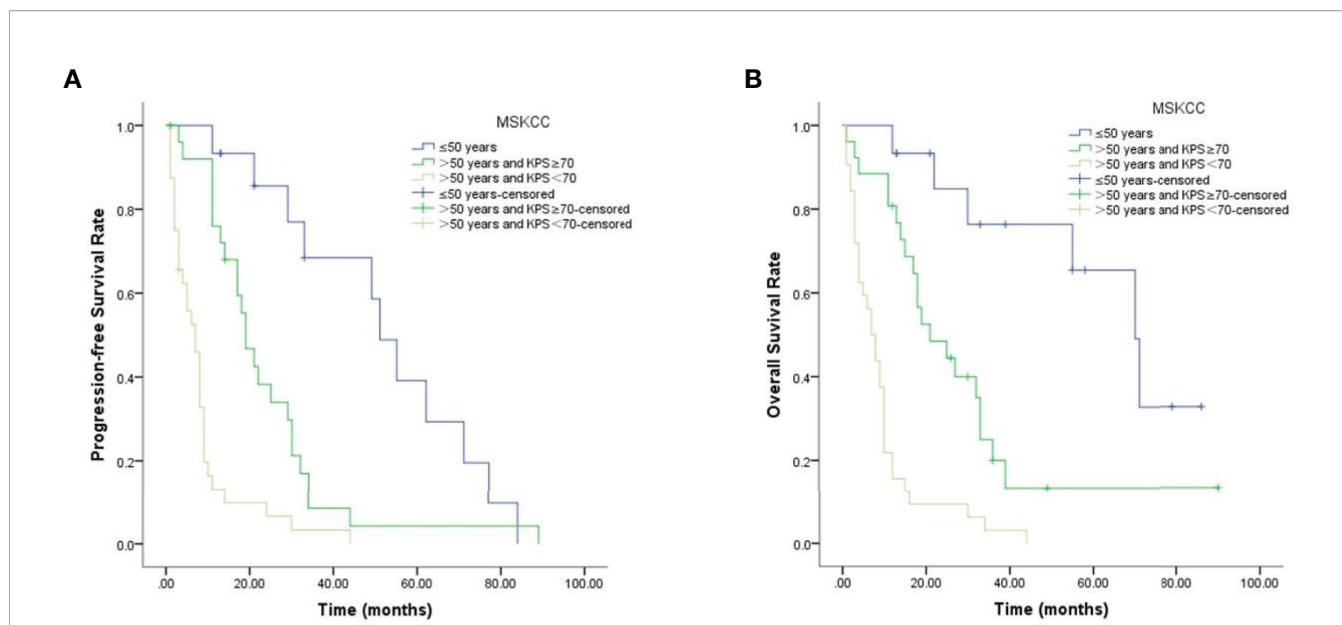 A
MSKCC
≤50 years
>50 years and KPS≥70
>50 years and KPS<70
≤50 years-censored
>50 years and KPS≥70-censored
>50 years and KPS<70-censored
Progression-free Survival Rate
1.0
0.8
0.6
0.4
0.2
0.0
.00 20.00 40.00 60.00 80.00 100.00
Time (months)
B
MSKCC
≤50 years
>50 years and KPS≥70
>50 years and KPS<70
≤50 years-censored
>50 years and KPS≥70-censored
>50 years and KPS<70-censored
Overall Suvival Rate
1.0
0.8
0.6
0.4
0.2
0.0
.00 20.00 40.00 60.00 80.00 100.00
Time (months)